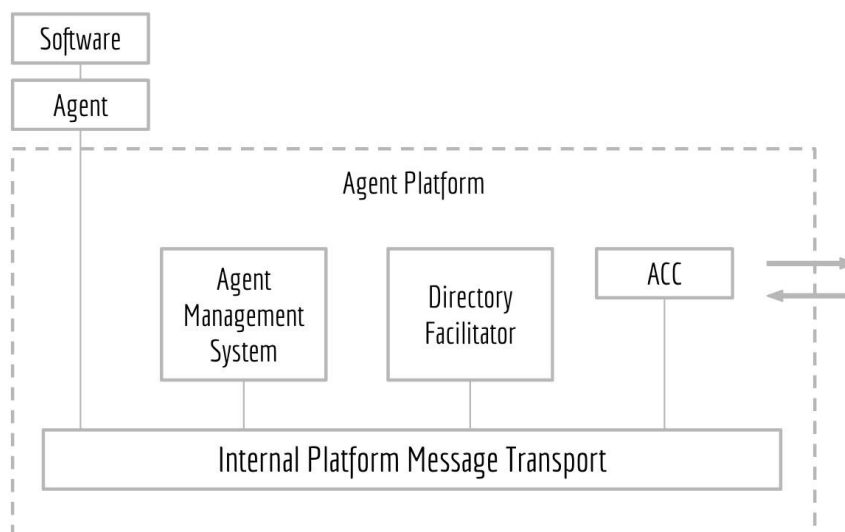 Software
Agent
Agent Platform
Agent
Management
System
Directory
Facilitator
ACC
Internal Platform Message Transport